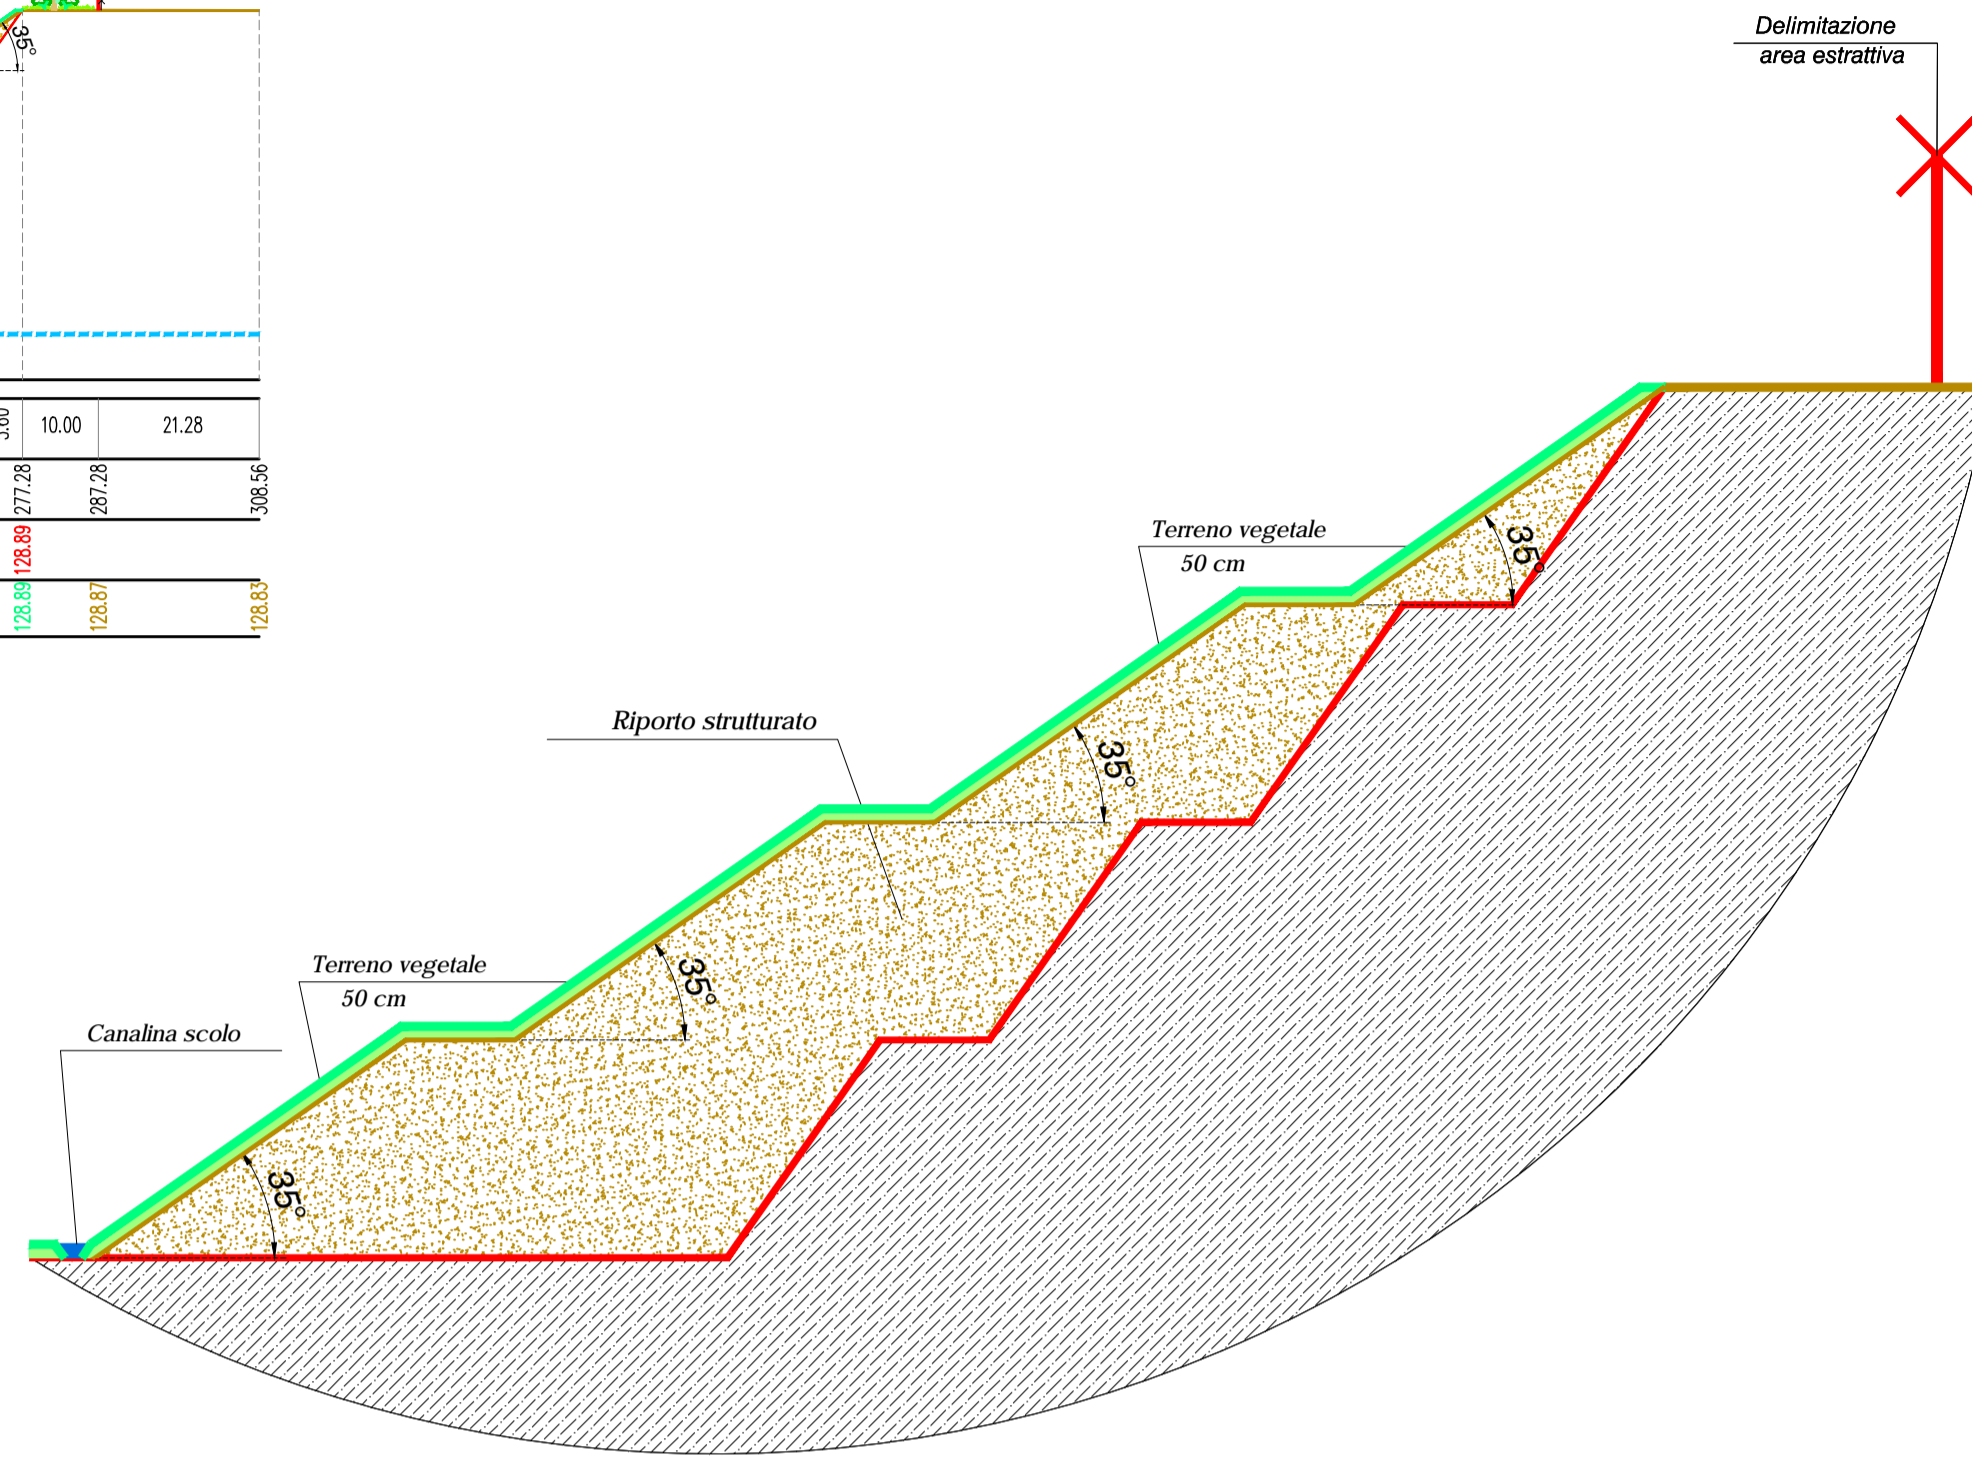 35°
Delimitazione
area estrattiva
10.00
21.28
277.28
287.28
308.56
128.89
128.89
128.87
128.83
Terreno vegetale
50 cm
35°
Riporto strutturato
35°
Terreno vegetale
50 cm
35°
Canalina scolo
35°